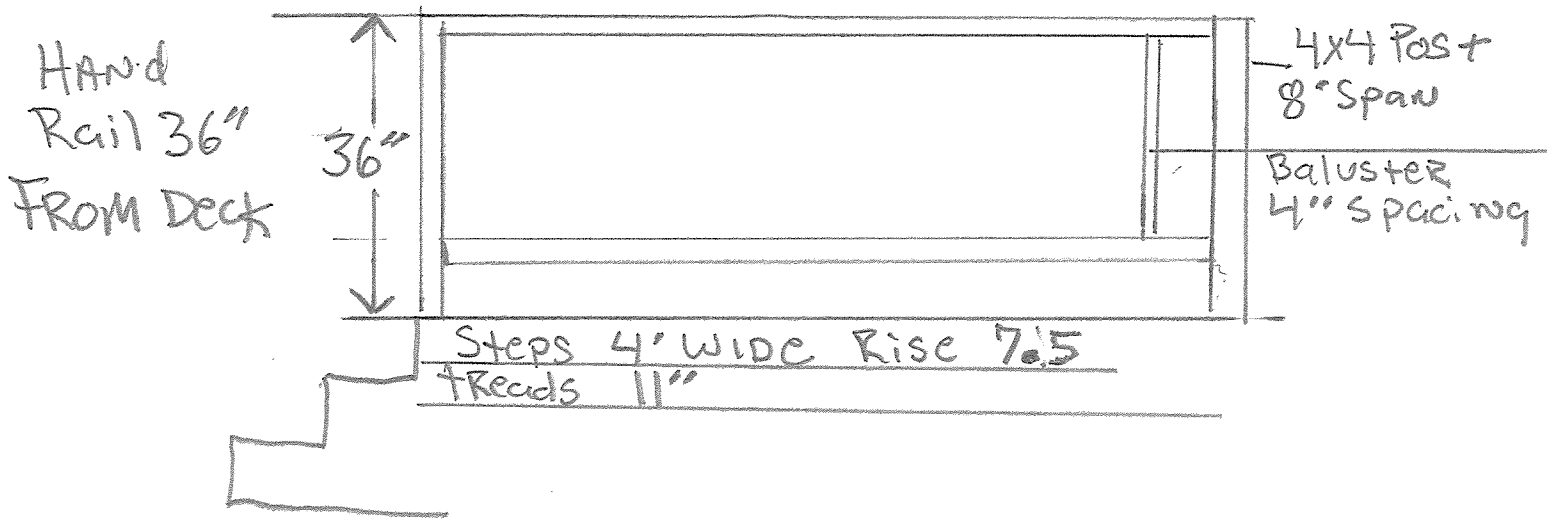 HANd
Rail 36"
FROM Deck
36"
4x4 Post
8' Span
Baluster
4" Spacing
Steps 4' WIDE Rise 7.5
tReads 11"